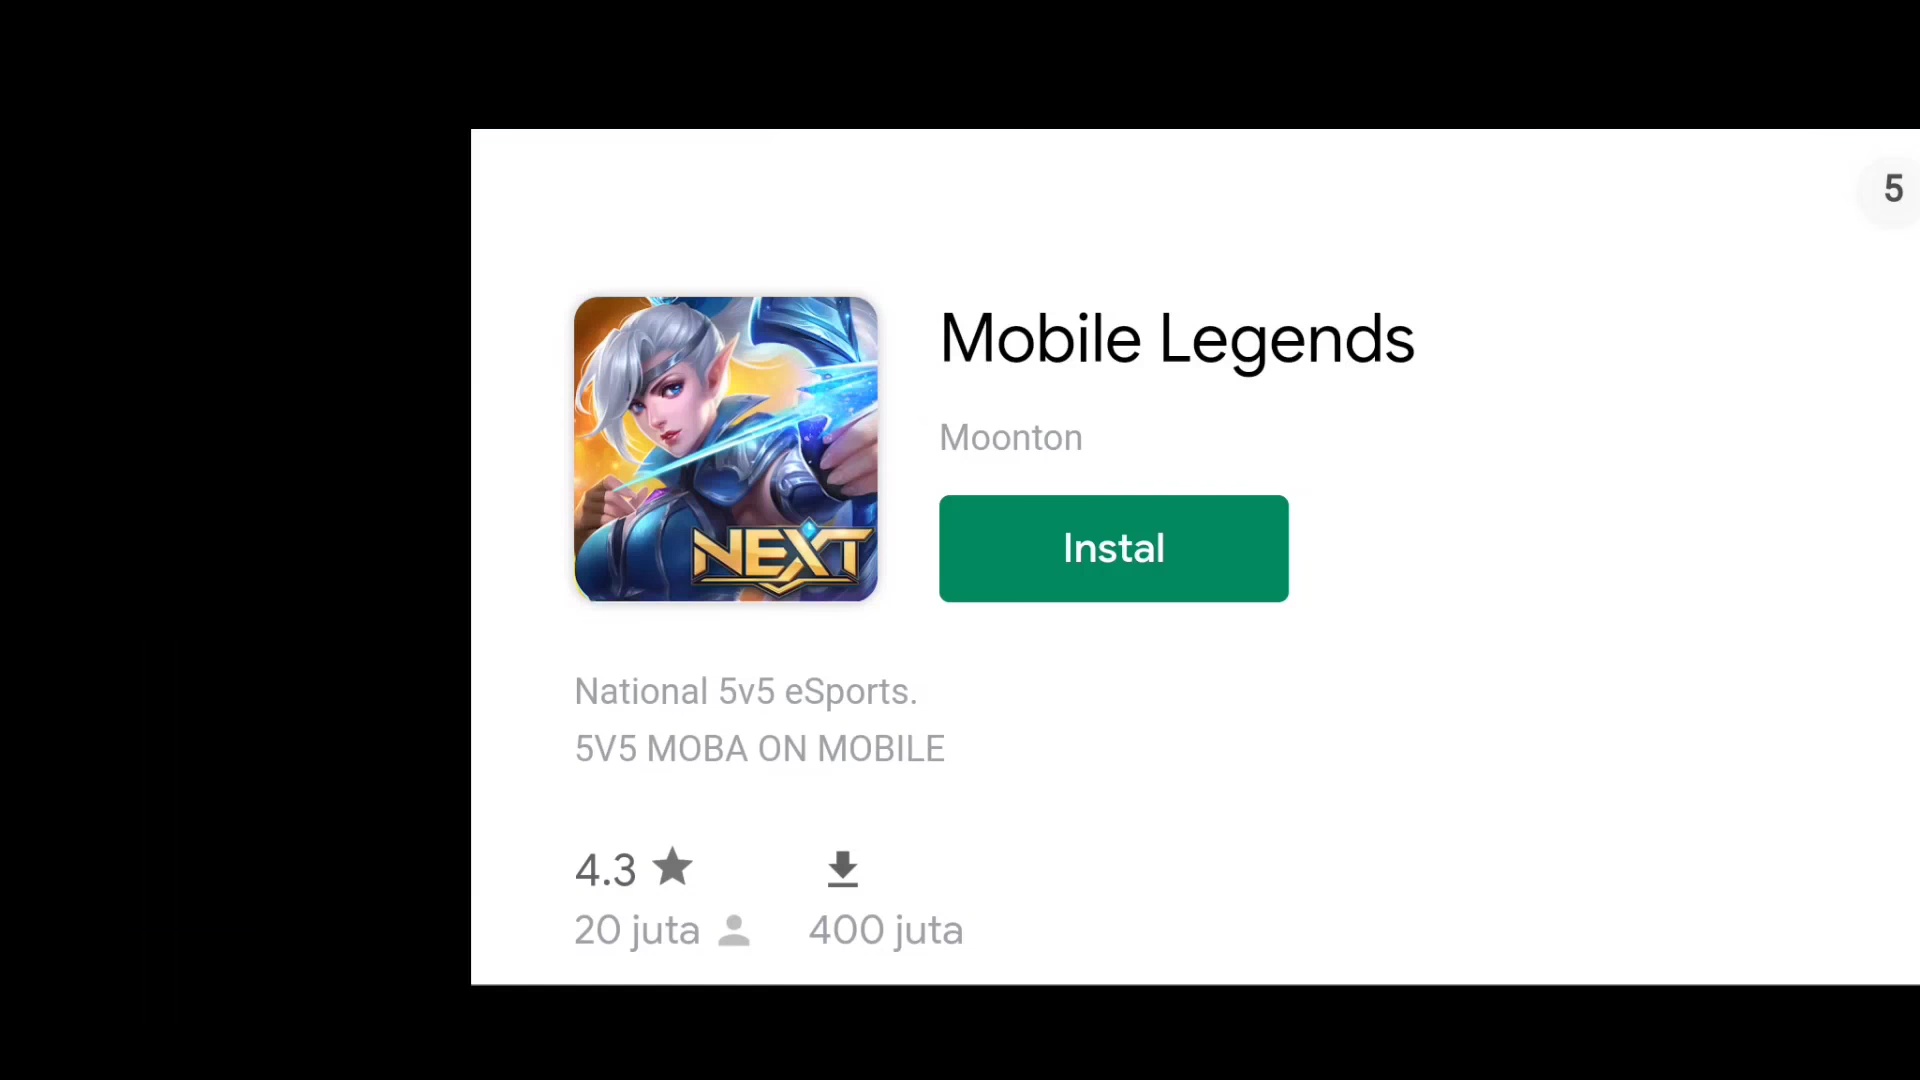 5
Mobile Legends
Moonton
Instal
NEXT
National 5v5 eSports.
5V5 MOBA ON MOBILE
4.3
20 juta
400 juta